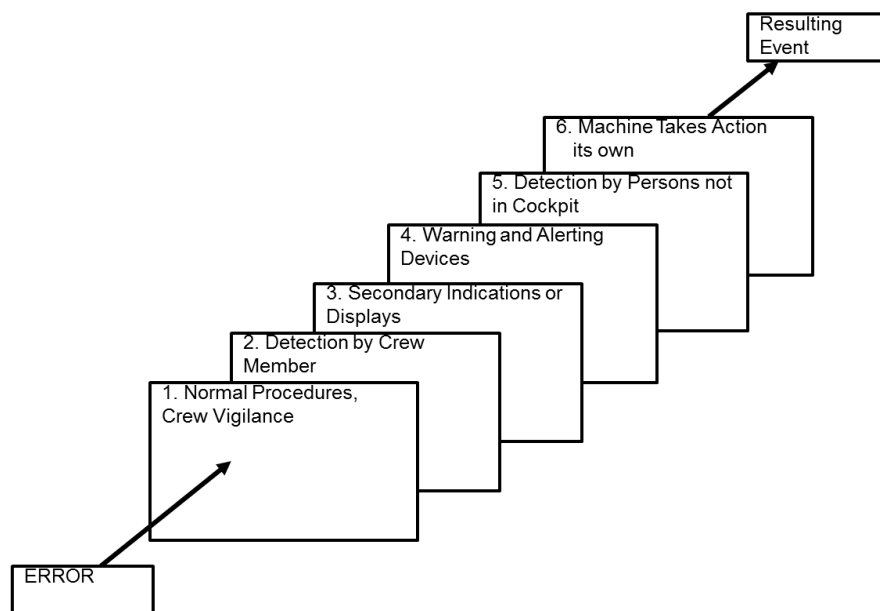 Resulting
Event
6. Machine Takes Action
its own
5. Detection by Persons not
in Cockpit
4. Warning and Alerting
Devices
3. Secondary Indications or
Displays
2. Detection by Crew
Member
1. Normal Procedures,
Crew Vigilance
ERROR